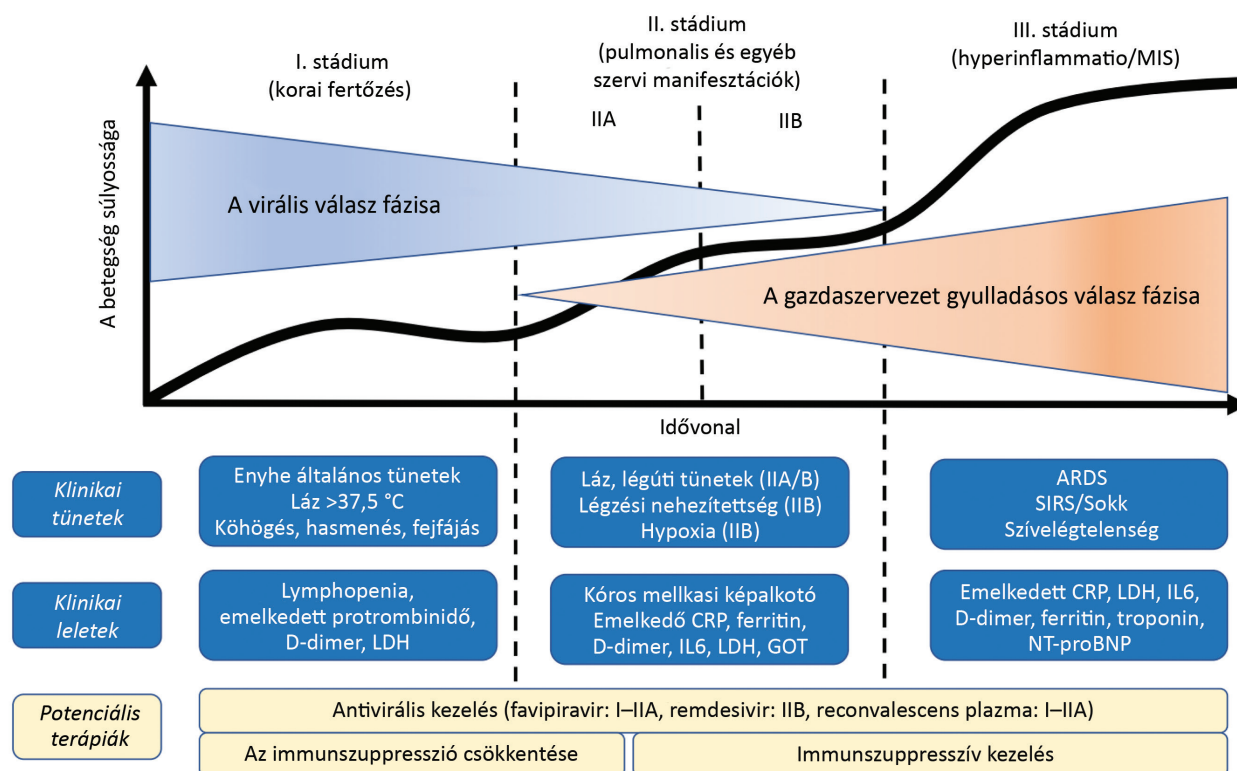 I. stádium
(korai fertőzés)
II. stádium
(pulmonalis és egyéb
szervi manifesztációk)
IIA
IIB
III. stádium
(hyperinflammatio/MIS)
A betegség súlyossága
A virális válasz fázisa
A gazdaszervezet gyulladásos válasz fázisa
Idővonal
Klinikai
tünetek
Enyhe általános tünetek
Láz >37,5 °C
Köhögés, hasmenés, fejfájás
Láz, légúti tünetek (IIA/B)
Légzési nehezítettség (IIB)
Hypoxia (IIB)
ARDS
SIRS/Sokk
Szívelégtelenség
Klinikai
leletek
Lymphopenia,
emelkedett protrombinidő,
D-dimer, LDH
Kóros mellkasi képalkotó
Emelkedő CRP, ferritin,
D-dimer, IL6, LDH, GOT
Emelkedett CRP, LDH, IL6,
D-dimer, ferritin, troponin,
NT-proBNP
Potenciális
terápiák
Antivirális kezelés (favipiravir: I–IIA, remdesivir: IIB, reconvalescens plazma: I–IIA)
Az immunszuppresszió csökkentése
Immunszuppresszív kezelés